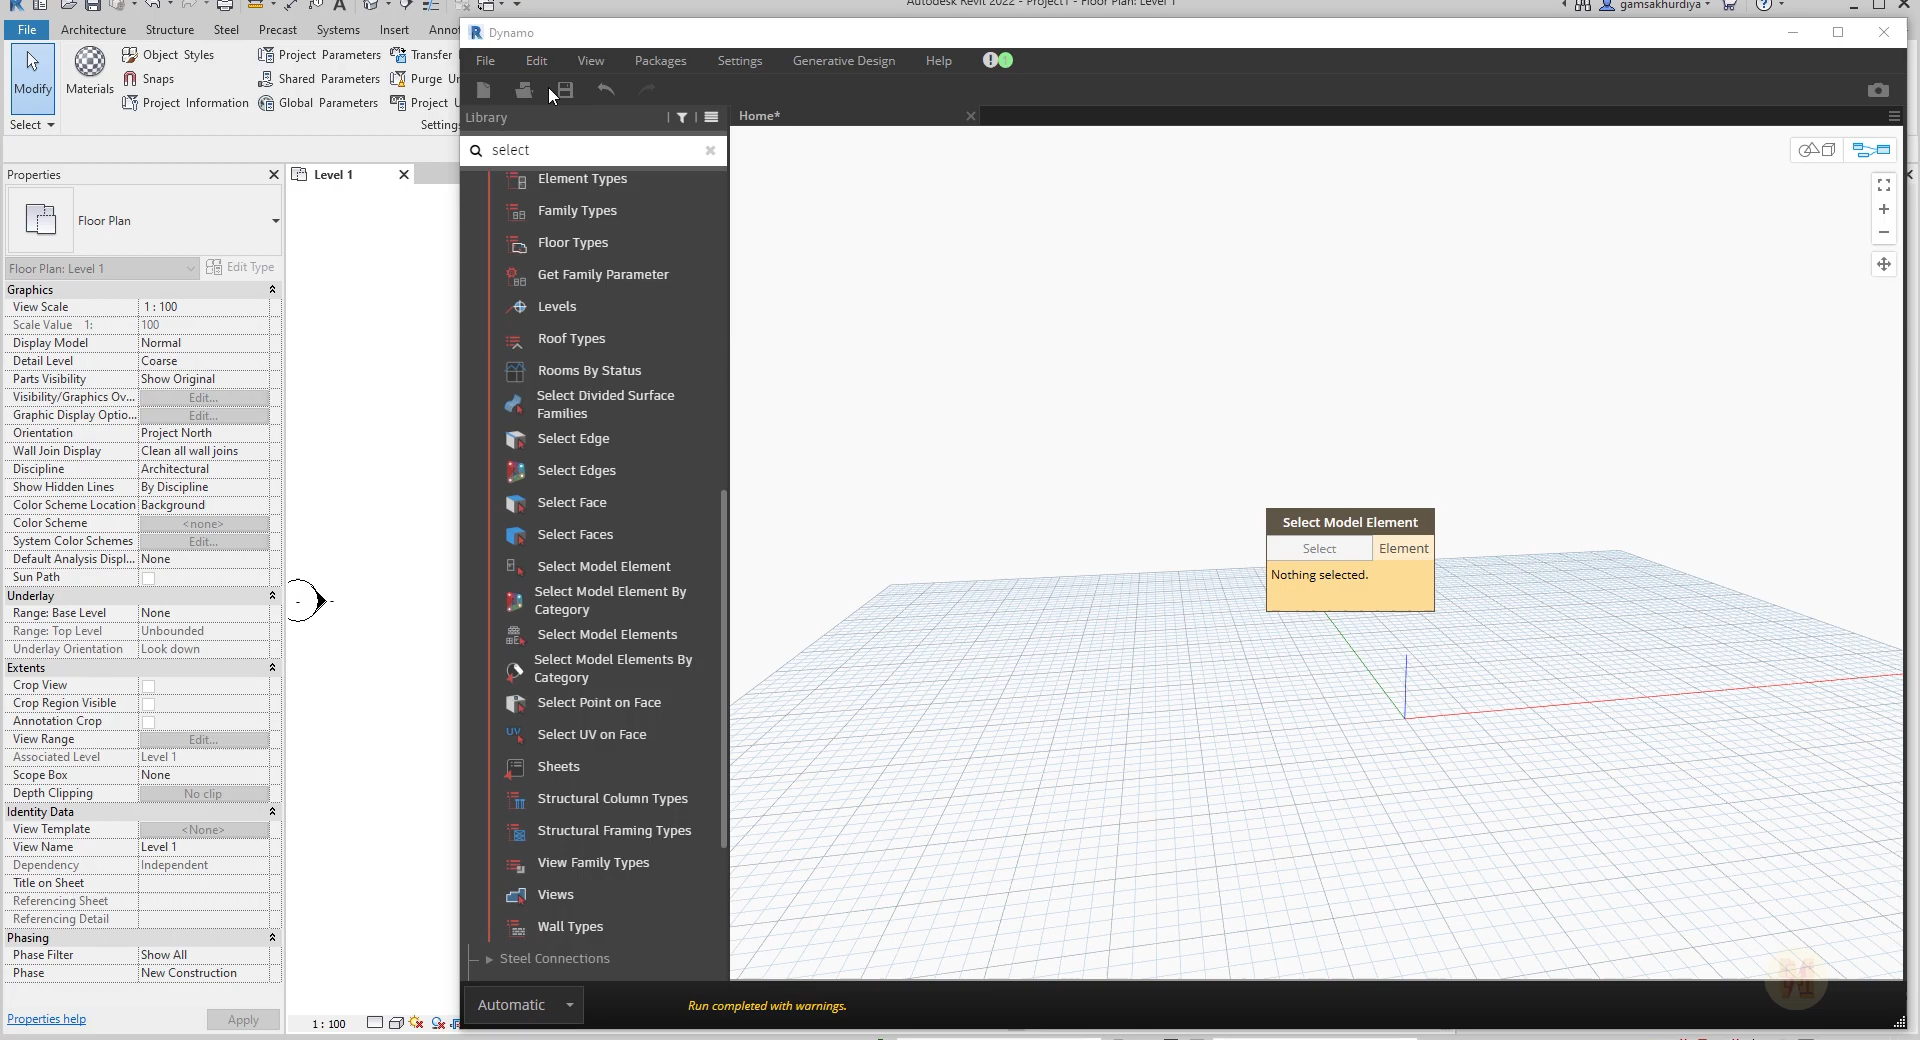 Autodesk Revit 2022 - Project1 - Floor Plan: Level 1
gamsakhurdiya
File Architecture Structure Steel Precast Systems Insert
Modify
Select
Materials
Object Styles
Snaps
Project Information
Project Parameters
Shared Parameters
Global Parameters
Transfer
Purge
Project
Properties
Floor Plan
Floor Plan: Level 1
Edit Type
Graphics
View Scale 1 : 100
Scale Value 1: 100
Display Model Normal
Detail Level Coarse
Parts Visibility Show Original
Visibility/Graphics Ov... Edit...
Graphic Display Optio... Edit...
Orientation Project North
Wall Join Display Clean all wall joins
Discipline Architectural
Show Hidden Lines By Discipline
Color Scheme Location Background
Color Scheme <none>
System Color Schemes Edit...
Default Analysis Displ... None
Sun Path
Underlay
Range: Base Level None
Range: Top Level Unbounded
Underlay Orientation Look down
Extents
Crop View
Crop Region Visible
Annotation Crop
View Range Edit...
Associated Level Level 1
Scope Box None
Depth Clipping No clip
Identity Data
View Template <None>
View Name Level 1
Dependency Independent
Title on Sheet
Referencing Sheet
Referencing Detail
Phasing
Phase Filter Show All
Phase New Construction
Properties help
Apply
Level 1
1 : 100
Dynamo
File Edit View Packages Settings Generative Design Help
Library
select
Element Types
Family Types
Floor Types
Get Family Parameter
Levels
Roof Types
Rooms By Status
Select Divided Surface
Families
Select Edge
Select Edges
Select Face
Select Faces
Select Model Element
Select Model Element By
Category
Select Model Elements
Select Model Elements By
Category
Select Point on Face
Select UV on Face
Sheets
Structural Column Types
Structural Framing Types
View Family Types
Views
Wall Types
Steel Connections
Home*
Select Model Element
Select Element
Nothing selected.
Automatic
Run completed with warnings.